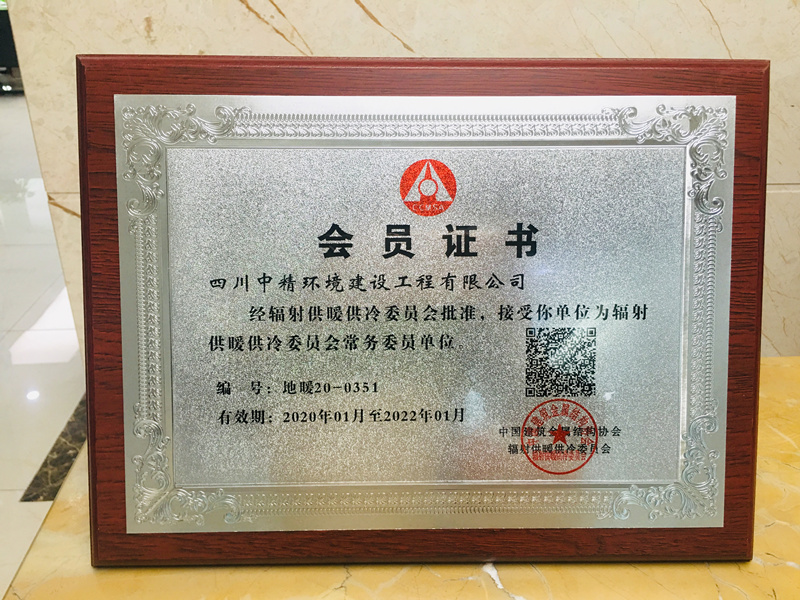 CCMSA
会员证书
四川中精环境建设工程有限公司
经辐射供暖供冷委员会批准，接受你单位为辐射
供暖供冷委员会常务委员单位
编 号：地暖20-0351
有效期：2020年01月至2022年01月
中国建筑金属结构协会
辐射供暖供冷委员会